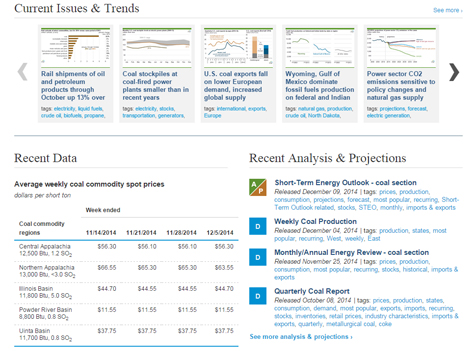 Current Issues & Trends
See more ›
Rail shipments of oil
and petroleum
products through
October up 13% over
tags: electricity, liquid fuels,
crude oil, biofuels, propane,
Coal stockpiles at
coal-fired power
plants smaller than in
recent years
tags: electricity, stocks,
transportation, generators,
U.S. coal exports fall
on lower European
demand, increased
global supply
tags: international, exports,
Europe
Wyoming, Gulf of
Mexico dominate
fossil fuels production
on federal and Indian
tags: natural gas, production,
crude oil, North Dakota,
Power sector CO2
emissions sensitive to
policy changes and
natural gas supply
tags: projections, forecast,
electric generation,
Recent Data
Average weekly coal commodity spot prices
dollars per short ton
Week ended
Coal commodity
regions
11/14/2014 11/21/2014 11/28/2014 12/5/2014
Central Appalachia
12,500 Btu, 1.2 SO2
$56.30 $56.10 $56.10 $56.30
Northern Appalachia
13,000 Btu, <3.0 SO2
$66.55 $65.30 $65.30 $63.55
Illinois Basin
11,800 Btu, 5.0 SO2
$44.70 $44.55 $44.55 $44.70
Powder River Basin
8,800 Btu, 0.8 SO2
$11.55 $11.55 $11.55 $11.55
Uinta Basin
11,700 Btu, 0.8 SO2
$37.75 $37.75 $37.75 $37.75
Recent Analysis & Projections
A
P
Short-Term Energy Outlook - coal section
Released December 09, 2014 | tags: prices, production,
consumption, projections, forecast, most popular, recurring, Short-
Term Outlook related, stocks, STEO, monthly, imports & exports
D
Weekly Coal Production
Released December 04, 2014 | tags: production, states, most
popular, recurring, West, weekly, East
D
Monthly/Annual Energy Review - coal section
Released November 25, 2014 | tags: prices, production,
consumption, most popular, recurring, stocks, historical, imports &
exports
D
Quarterly Coal Report
Released October 08, 2014 | tags: prices, production, states,
consumption, demand, most popular, exports, imports, recurring,
stocks, inventories, retail prices, industry characteristics, imports &
exports, quarterly, metallurgical coal, coke
See more analysis & projections ›